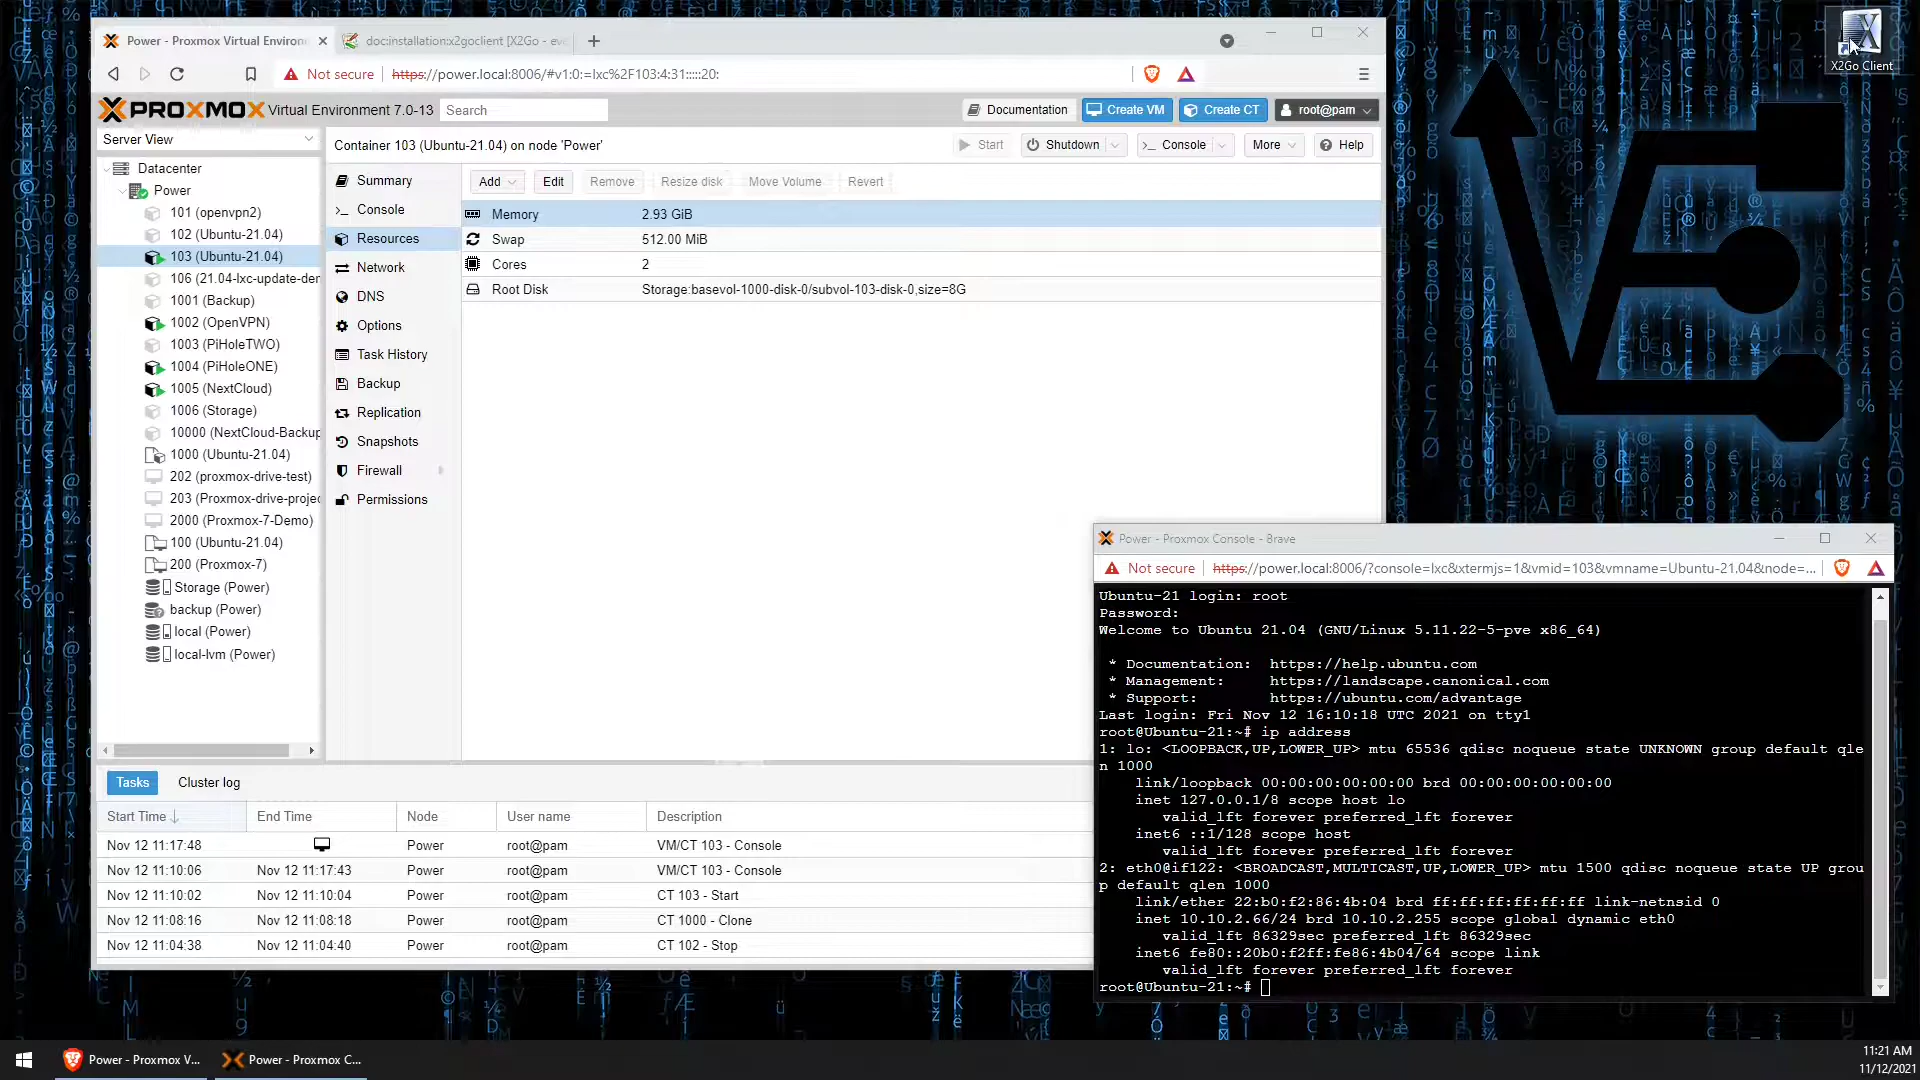 Power - Proxmox Virtual Environ
doc:installation:x2goclient [X2Go - eve
Not secure
https://power.local:8006/#v1:0:=lxc%2F103:4:31:::::20:
PROXMOX Virtual Environment 7.0-13
Search
Documentation
Create VM
Create CT
root@pam
Server View
Datacenter
Power
101 (openvpn2)
102 (Ubuntu-21.04)
103 (Ubuntu-21.04)
106 (21.04-lxc-update-den
1001 (Backup)
1002 (OpenVPN)
1003 (PiHoleTWO)
1004 (PiHoleONE)
1005 (NextCloud)
1006 (Storage)
10000 (NextCloud-Backup
1000 (Ubuntu-21.04)
202 (proxmox-drive-test)
203 (Proxmox-drive-projec
2000 (Proxmox-7-Demo)
100 (Ubuntu-21.04)
200 (Proxmox-7)
Storage (Power)
backup (Power)
local (Power)
local-lvm (Power)
Container 103 (Ubuntu-21.04) on node 'Power'
Start
Shutdown
Console
More
Help
Summary
Console
Resources
Network
DNS
Options
Task History
Backup
Replication
Snapshots
Firewall
Permissions
Add
Edit
Remove
Resize disk
Move Volume
Revert
Memory 2.93 GiB
Swap 512.00 MiB
Cores 2
Root Disk Storage:basevol-1000-disk-0/subvol-103-disk-0,size=8G
Tasks
Cluster log
Start Time End Time Node User name Description
Nov 12 11:17:48 Power root@pam VM/CT 103 - Console
Nov 12 11:10:06 Nov 12 11:17:43 Power root@pam VM/CT 103 - Console
Nov 12 11:10:02 Nov 12 11:10:04 Power root@pam CT 103 - Start
Nov 12 11:08:16 Nov 12 11:08:18 Power root@pam CT 1000 - Clone
Nov 12 11:04:38 Nov 12 11:04:40 Power root@pam CT 102 - Stop
X2Go Client
Power - Proxmox Console - Brave
Not secure
https://power.local:8006/?console=lxc&xtermjs=1&vmid=103&vmname=Ubuntu-21.04&node=...
Ubuntu-21 login: root
Password:
Welcome to Ubuntu 21.04 (GNU/Linux 5.11.22-5-pve x86_64)
* Documentation: https://help.ubuntu.com
* Management: https://landscape.canonical.com
* Support: https://ubuntu.com/advantage
Last login: Fri Nov 12 16:10:18 UTC 2021 on tty1
root@Ubuntu-21:~# ip address
1: lo: <LOOPBACK,UP,LOWER_UP> mtu 65536 qdisc noqueue state UNKNOWN group default qle
n 1000
link/loopback 00:00:00:00:00:00 brd 00:00:00:00:00:00
inet 127.0.0.1/8 scope host lo
valid_lft forever preferred_lft forever
inet6 ::1/128 scope host
valid_lft forever preferred_lft forever
2: eth0@if122: <BROADCAST,MULTICAST,UP,LOWER_UP> mtu 1500 qdisc noqueue state UP grou
p default qlen 1000
link/ether 22:b0:f2:86:4b:04 brd ff:ff:ff:ff:ff:ff link-netnsid 0
inet 10.10.2.66/24 brd 10.10.2.255 scope global dynamic eth0
valid_lft 86329sec preferred_lft 86329sec
inet6 fe80::20b0:f2ff:fe86:4b04/64 scope link
valid_lft forever preferred_lft forever
root@Ubuntu-21:~#
Power - Proxmox V...
Power - Proxmox C...
11:21 AM
11/12/2021